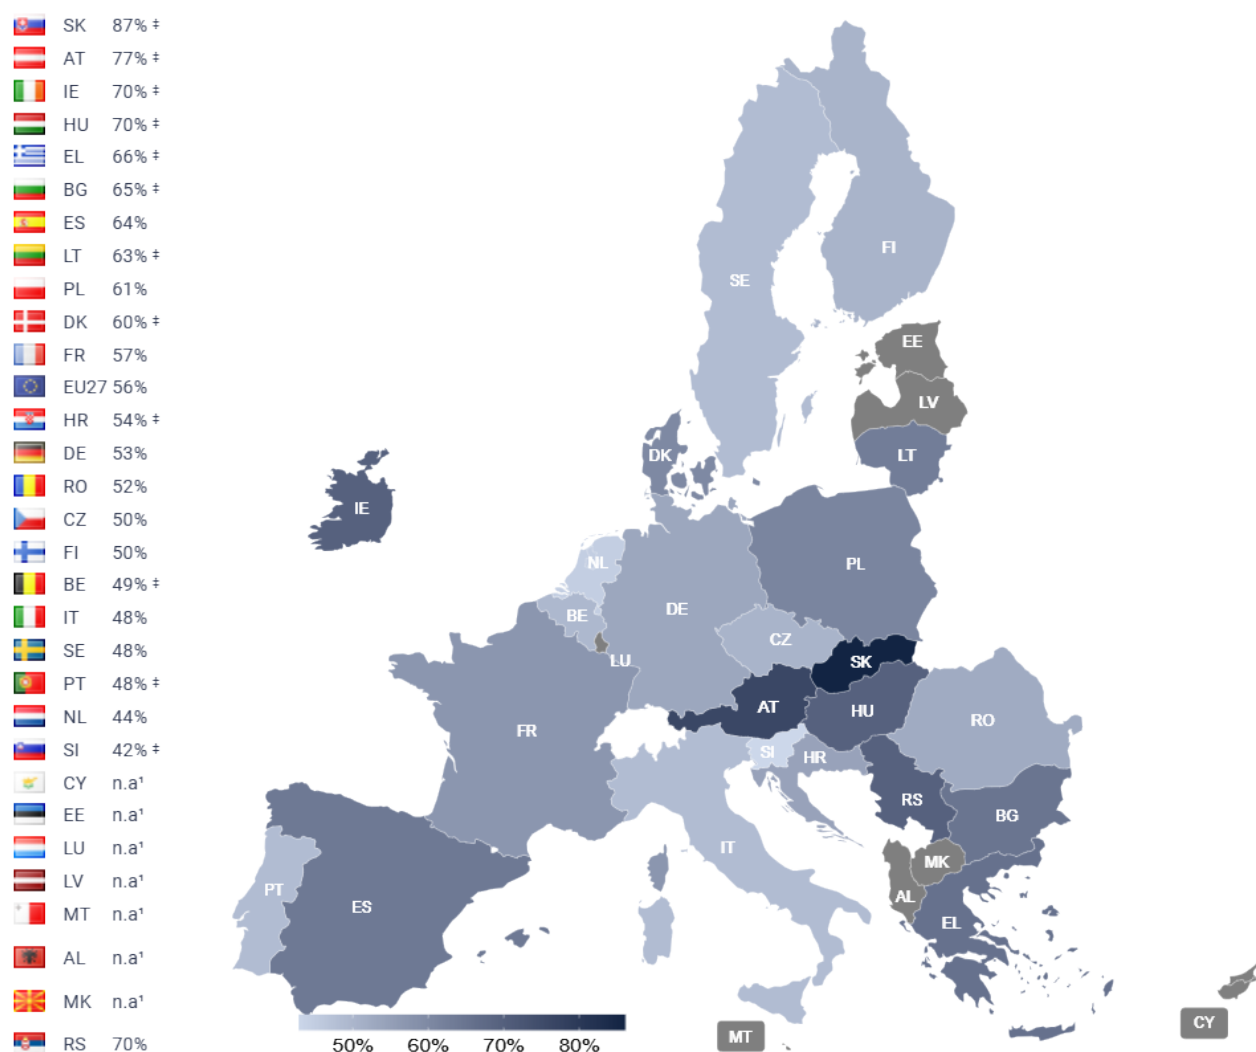 SK 87% ‡
AT 77% ‡
IE 70% ‡
HU 70% ‡
EL 66% ‡
BG 65% ‡
ES 64%
LT 63% ‡
PL 61%
DK 60% ‡
FR 57%
EU27 56%
HR 54% ‡
DE 53%
RO 52%
CZ 50%
FI 50%
BE 49% ‡
IT 48%
SE 48%
PT 48% ‡
NL 44%
SI 42% ‡
CY n.a¹
EE n.a¹
LU n.a¹
LV n.a¹
MT n.a¹
AL n.a¹
MK n.a¹
RS 70%
FI
SE
EE
LV
DK
LT
IE
NL
PL
DE
BE
CZ
LU
SK
AT
HU
RO
FR
SI
HR
RS
BG
IT
MK
PT
AL
ES
EL
CY
MT
50% 60% 70% 80%